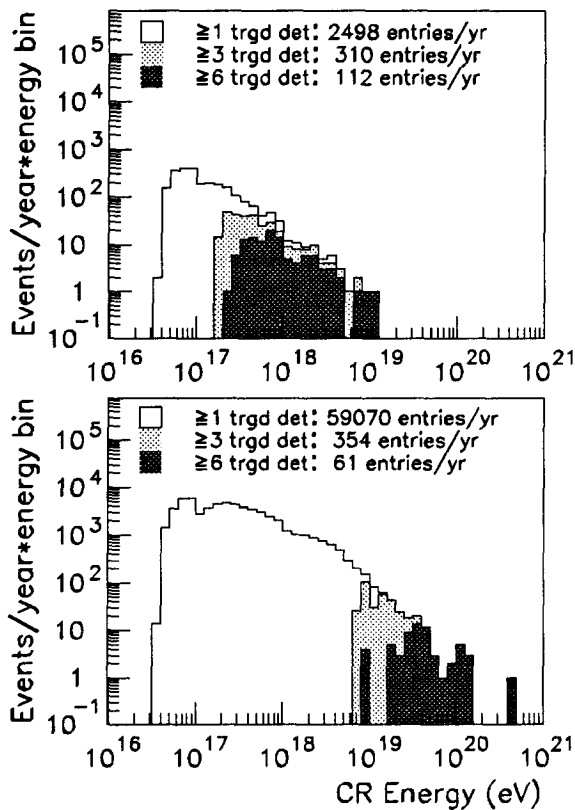 ≧1 trgd det: 2498 entries/yr
≧3 trgd det: 310 entries/yr
≧6 trgd det: 112 entries/yr
Events/year*energy bin
10^5
10^4
10^3
10^2
10
1
10^-1
10^16 10^17 10^18 10^19 10^20 10^21
≧1 trgd det: 59070 entries/yr
≧3 trgd det: 354 entries/yr
≧6 trgd det: 61 entries/yr
Events/year*energy bin
10^5
10^4
10^3
10^2
10
1
10^-1
10^16 10^17 10^18 10^19 10^20 10^21
CR Energy (eV)